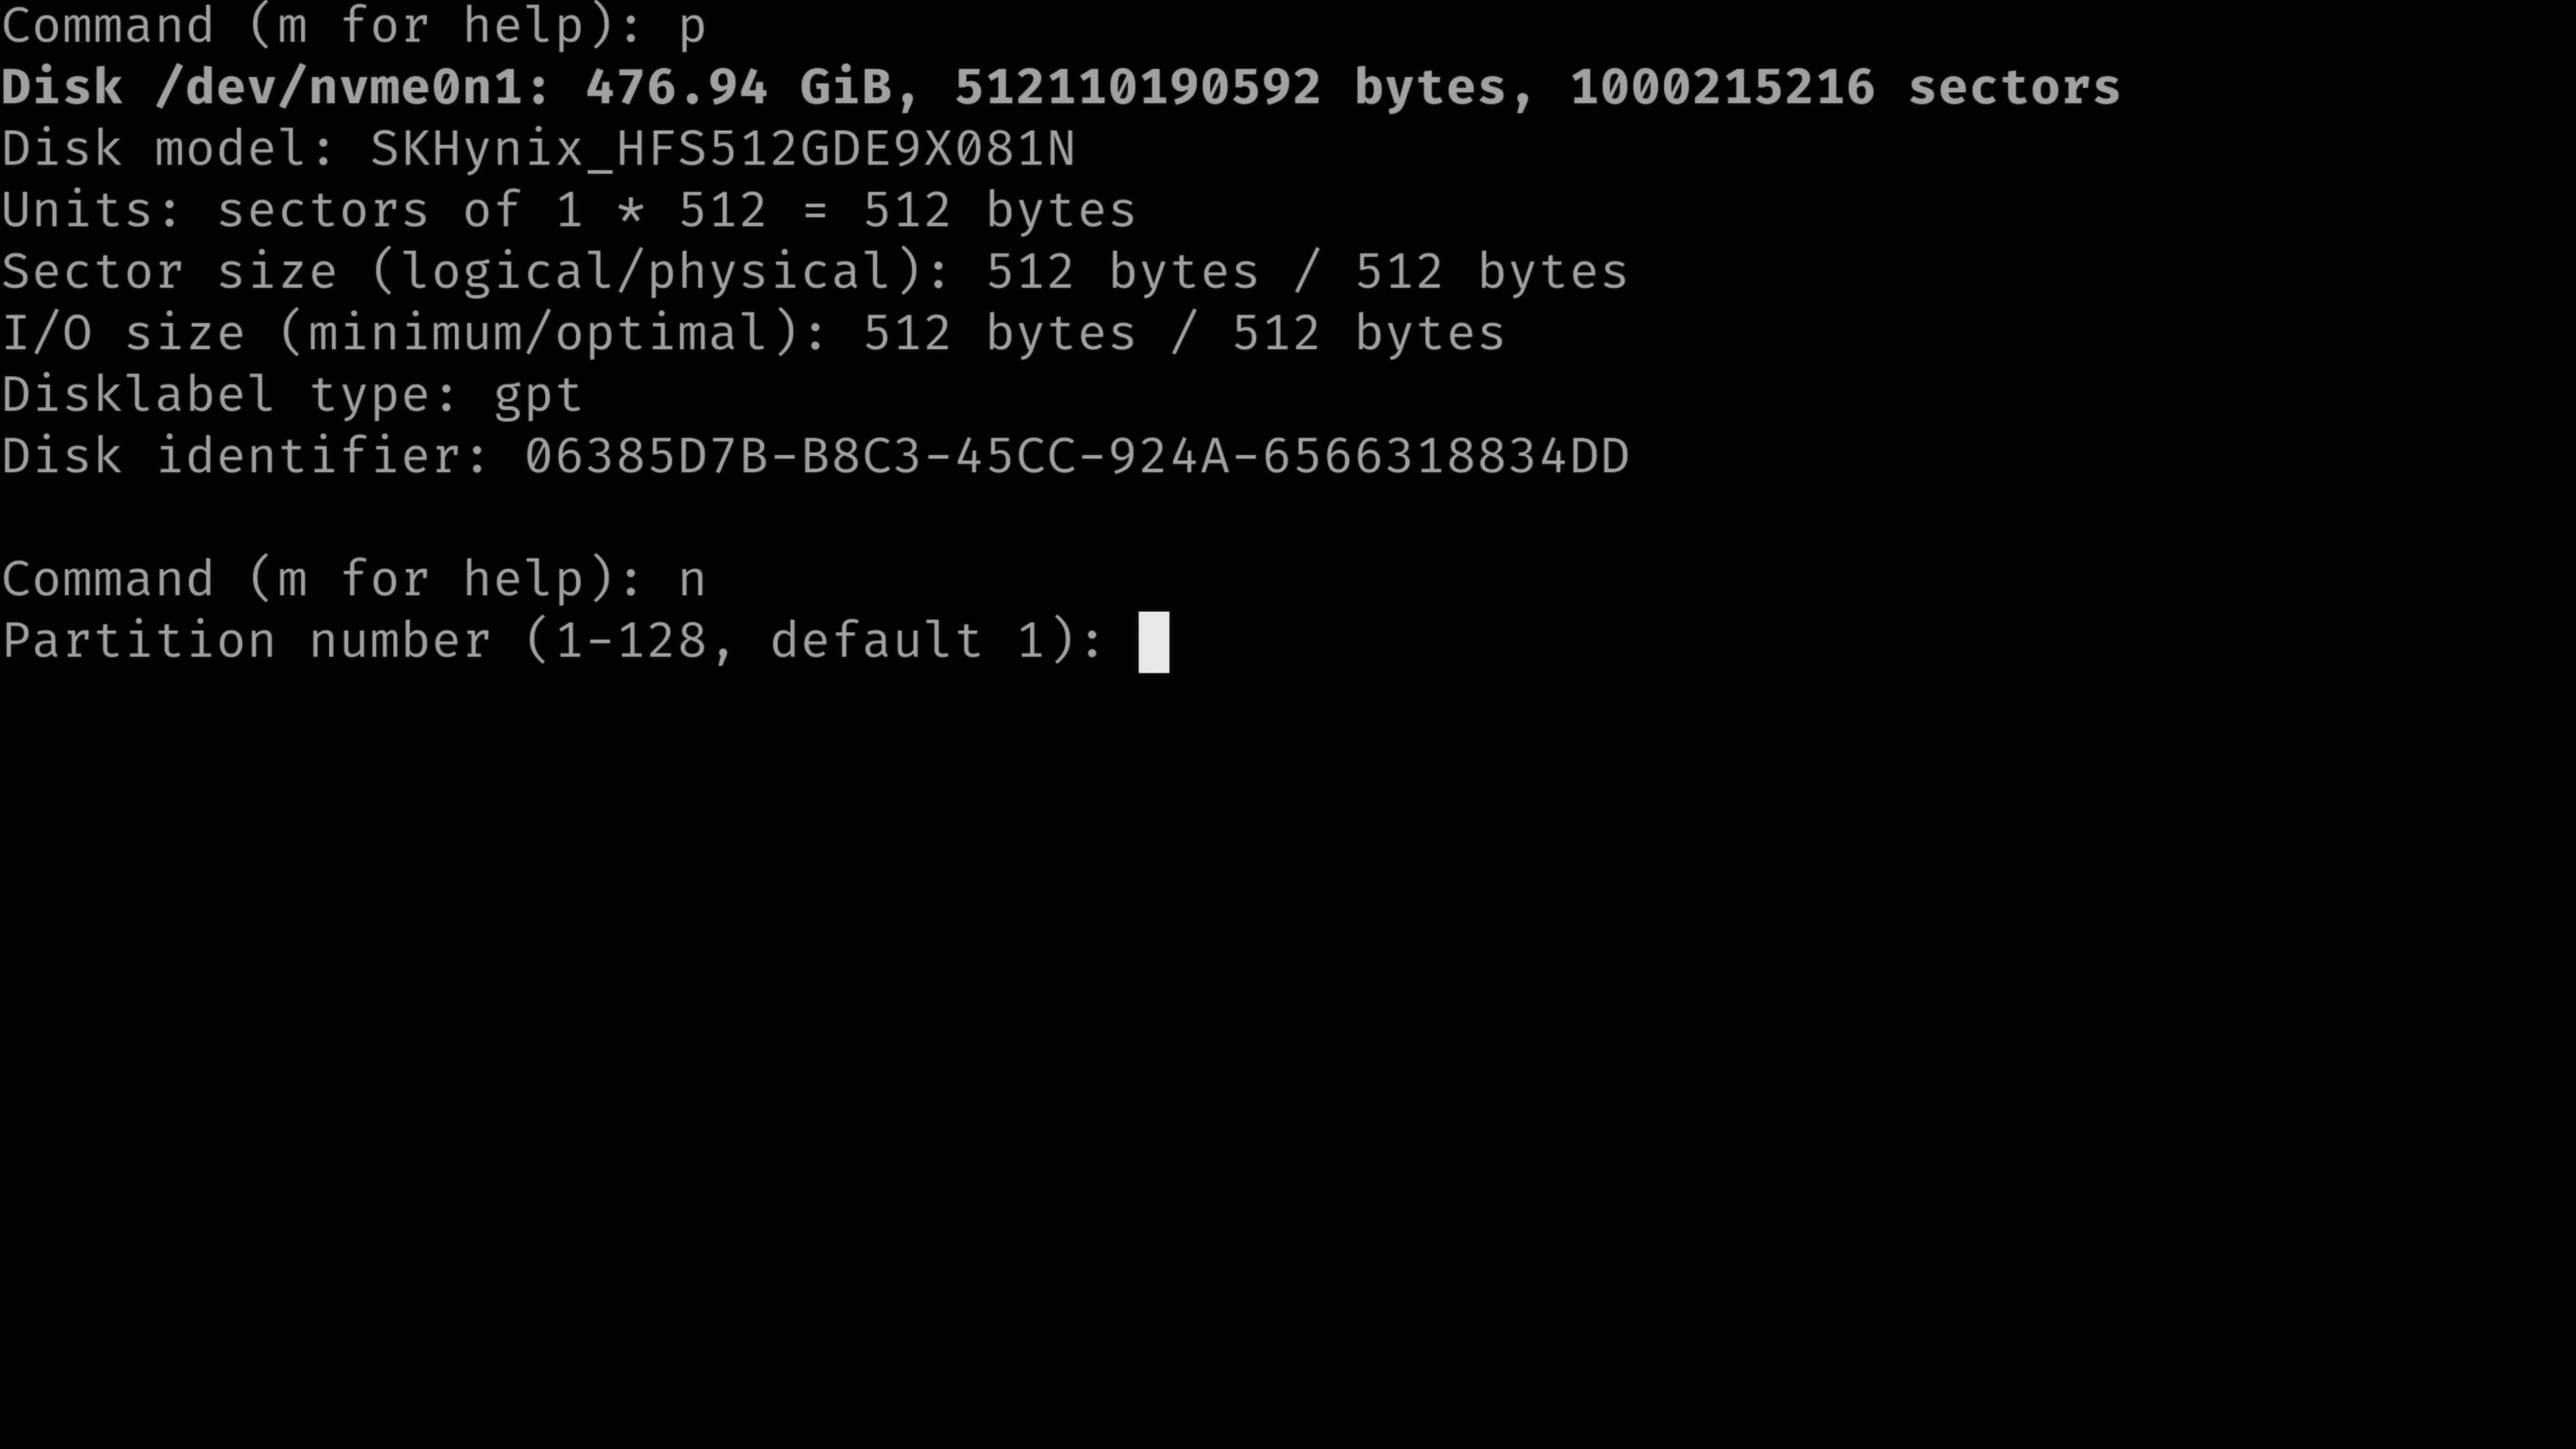 Command (m for help): p
Disk /dev/nvme0n1: 476.94 GiB, 512110190592 bytes, 1000215216 sectors
Disk model: SKHynix_HFS512GDE9X081N
Units: sectors of 1 * 512 = 512 bytes
Sector size (logical/physical): 512 bytes / 512 bytes
I/O size (minimum/optimal): 512 bytes / 512 bytes
Disklabel type: gpt
Disk identifier: 06385D7B-B8C3-45CC-924A-6566318834DD
Command (m for help): n
Partition number (1-128, default 1):